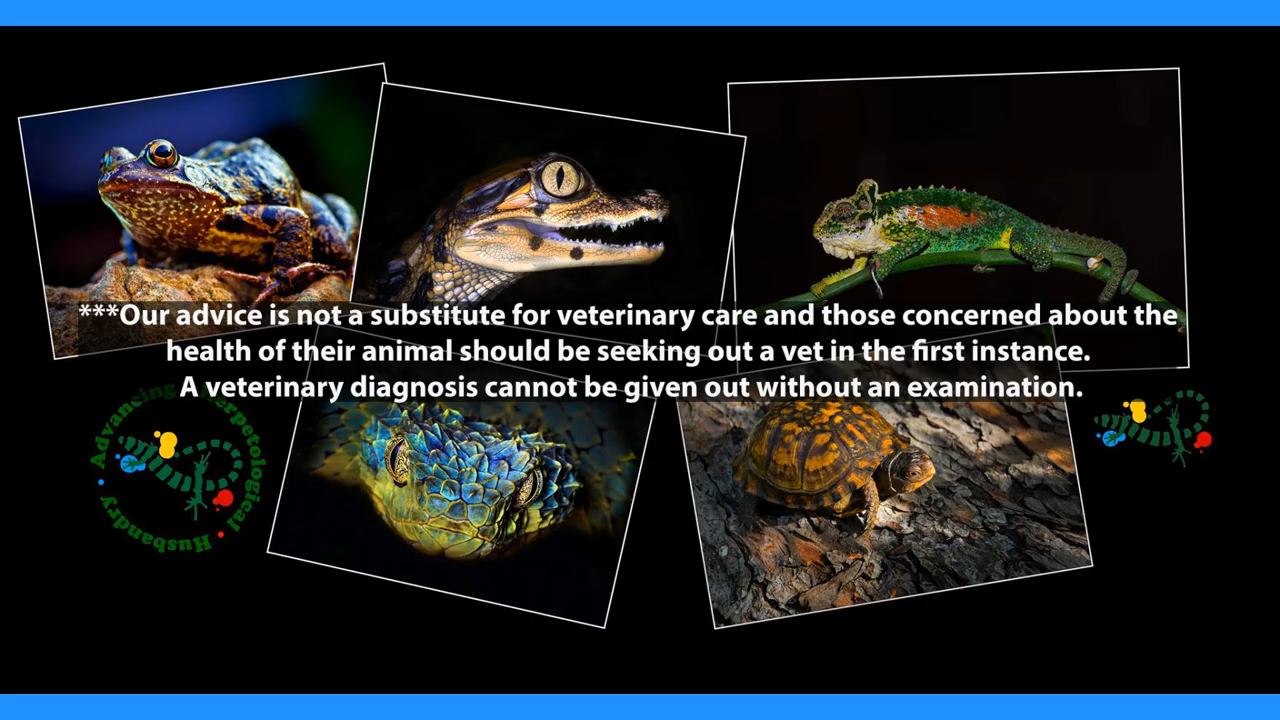 ***Our advice is not a substitute for veterinary care and those concerned about the
health of their animal should be seeking out a vet in the first instance.
A veterinary diagnosis cannot be given out without an examination.
Advancing Herpetological Husbandry